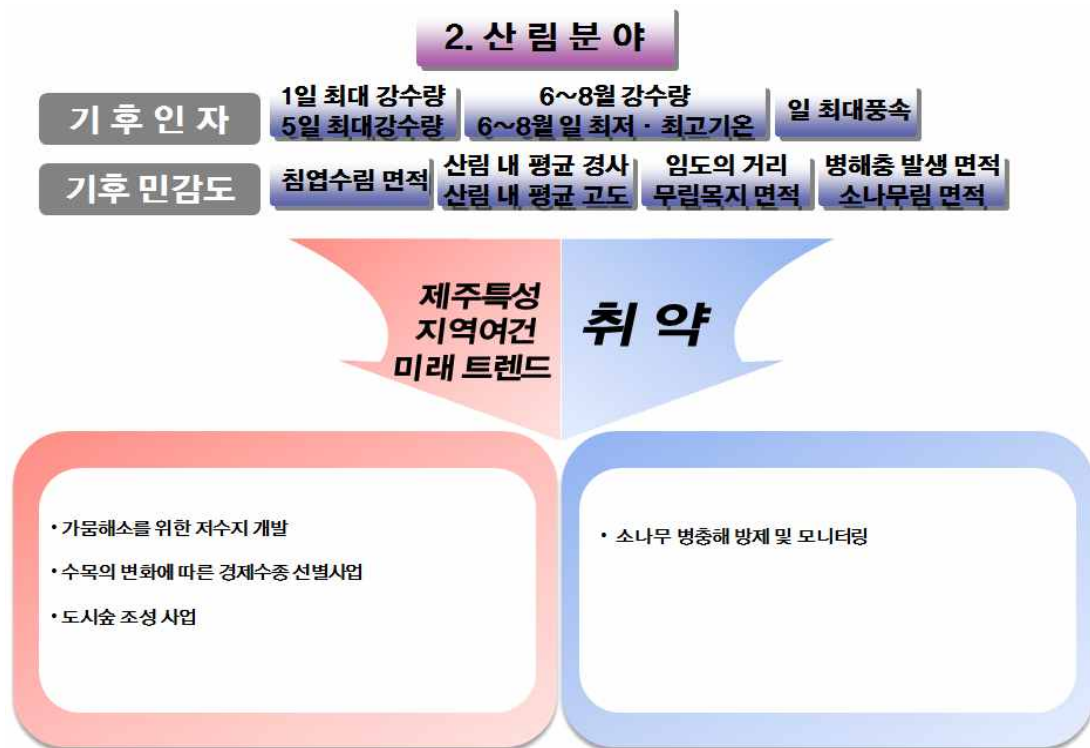 2. 산 림 분 야
기 후 인 자
1일 최대 강수량
5일 최대강수량
6~8월 강수량
6~8월 일 최저 · 최고기온
일 최대풍속
기후 민감도
침엽수림 면적
산림 내 평균 경사
산림 내 평균 고도
임도의 거리
무립목지 면적
병해충 발생 면적
소나무림 면적
제주특성
지역여건
미래 트렌드
취 약
• 가뭄해소를 위한 저수지 개발
• 수목의 변화에 따른 경제수종 선별사업
• 도시숲 조성 사업
• 소나무 병충해 방제 및 모니터링